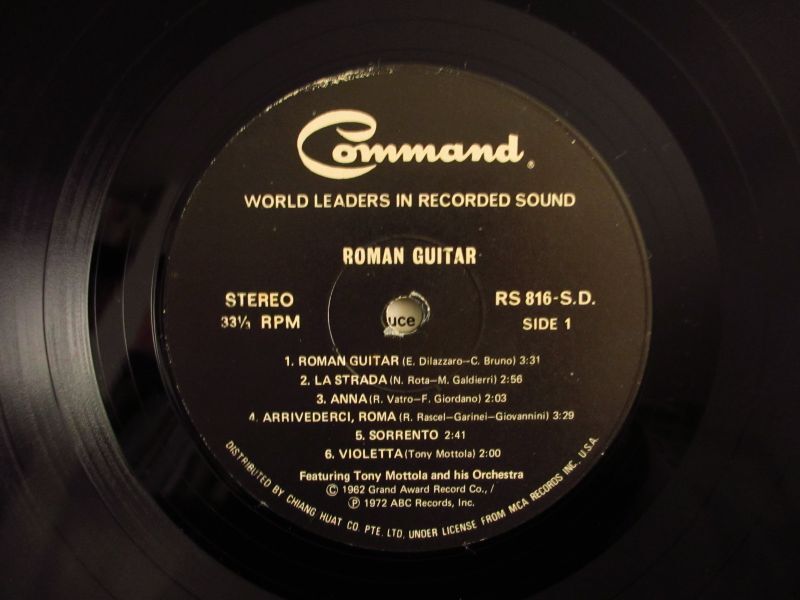 Command®
WORLD LEADERS IN RECORDED SOUND
ROMAN GUITAR
STEREO
33⅓ RPM
RS 816-S.D.
SIDE 1
uce
1. ROMAN GUITAR (E. Dilazzaro—C. Bruno) 3:31
2. LA STRADA (N. Rota—M. Galdierri) 2:56
3. ANNA (R. Vatro—F. Giordano) 2:03
4. ARRIVEDERCI, ROMA (R. Rascel—Garinei—Giovannini) 3:29
5. SORRENTO 2:41
6. VIOLETTA (Tony Mottola) 2:00
Featuring Tony Mottola and his Orchestra
© 1962 Grand Award Record Co., /
℗ 1972 ABC Records, Inc.
DISTRIBUTED BY CHIANG HUAT CO. PTE. LTD, UNDER LICENSE FROM MCA RECORDS INC. U.S.A.